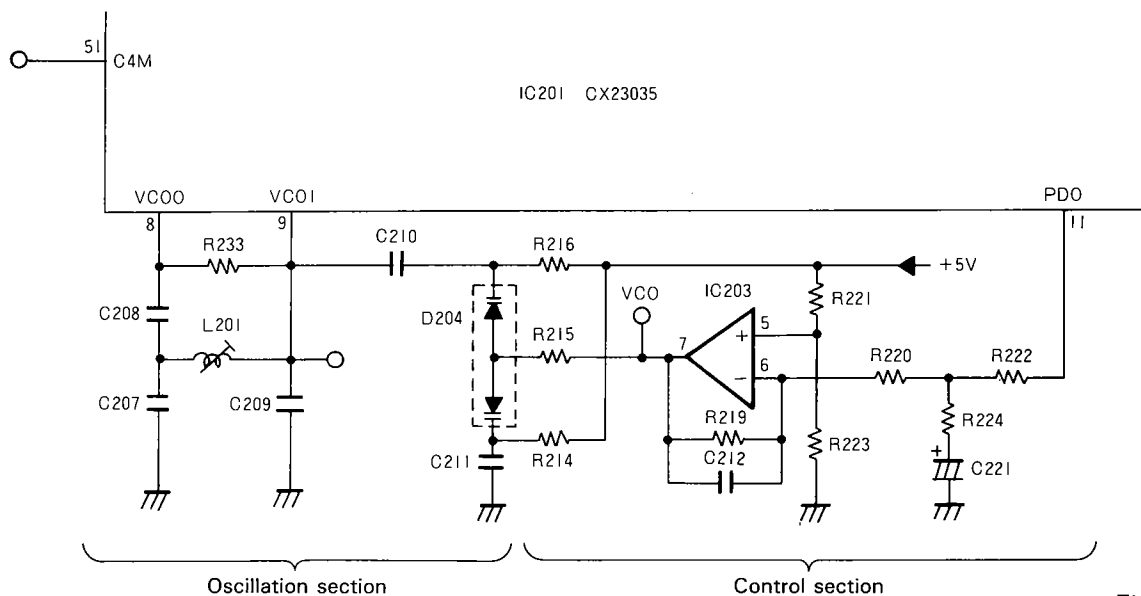 51
C4M
IC201 CX23035
VCOO
VCOI
PDO
8
9
11
R233
C210
R216
+5V
VCO
IC203
R221
C208
L201
D204
R215
7
5
+
6
−
R220
R222
C207
C209
R219
R224
C211
R214
C212
R223
+
C221
Oscillation section
Control section